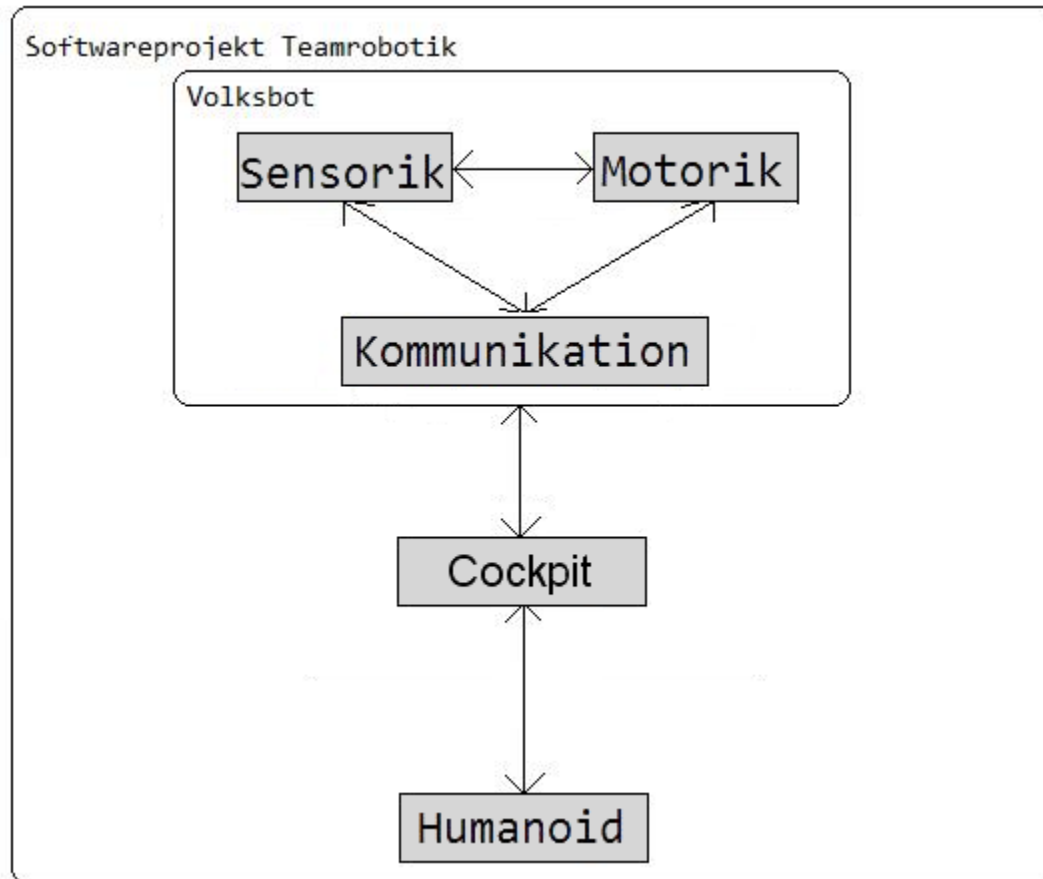 Softwareprojekt Teamrobotik
Volksbot
Sensorik
Motorik
Kommunikation
Cockpit
Humanoid